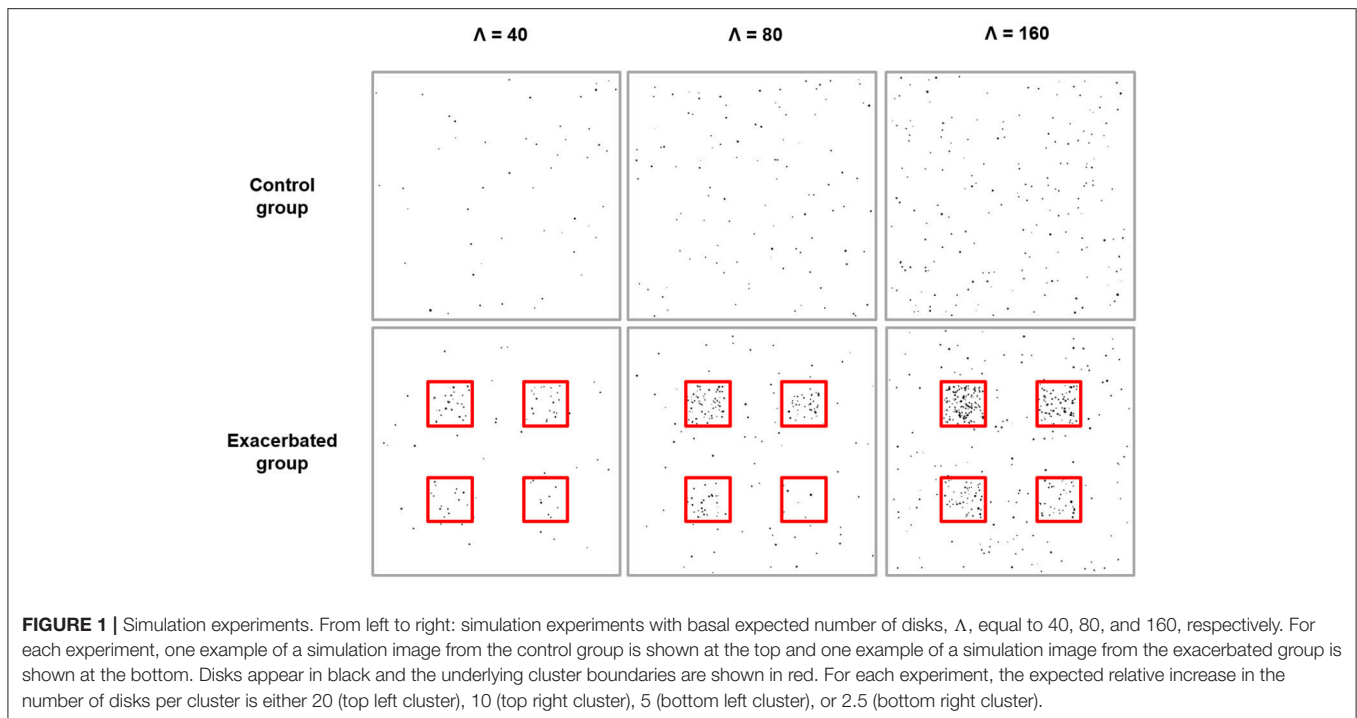 Λ = 40 Λ = 80 Λ = 160
Control
group
Exacerbated
group
FIGURE 1 | Simulation experiments. From left to right: simulation experiments with basal expected number of disks, Λ, equal to 40, 80, and 160, respectively. For
each experiment, one example of a simulation image from the control group is shown at the top and one example of a simulation image from the exacerbated group is
shown at the bottom. Disks appear in black and the underlying cluster boundaries are shown in red. For each experiment, the expected relative increase in the
number of disks per cluster is either 20 (top left cluster), 10 (top right cluster), 5 (bottom left cluster), or 2.5 (bottom right cluster).